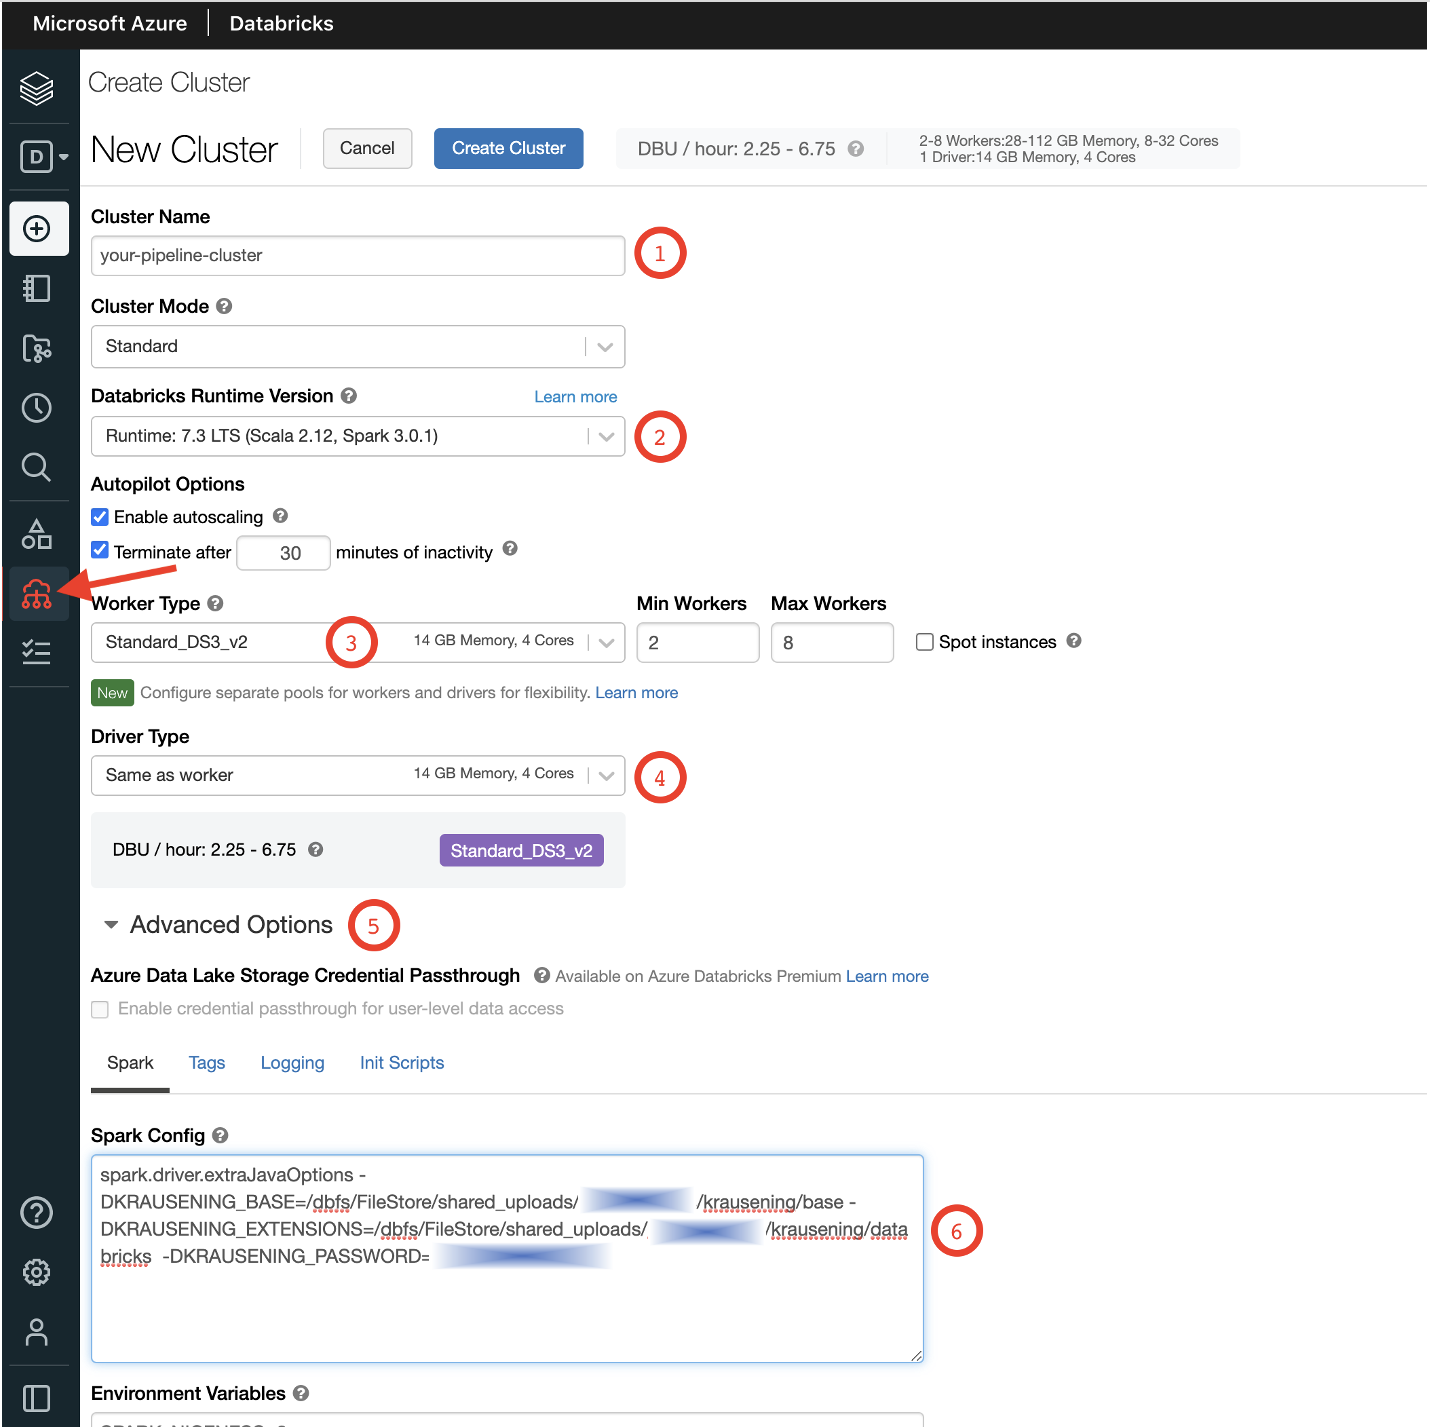 Microsoft Azure | Databricks
Create Cluster
New Cluster
Cancel
Create Cluster
DBU / hour: 2.25 - 6.75
2-8 Workers:28-112 GB Memory, 8-32 Cores
1 Driver:14 GB Memory, 4 Cores
D
Cluster Name
your-pipeline-cluster
1
Cluster Mode
Standard
Databricks Runtime Version
Learn more
Runtime: 7.3 LTS (Scala 2.12, Spark 3.0.1)
2
Autopilot Options
Enable autoscaling
Terminate after 30 minutes of inactivity
Worker Type
Min Workers
Max Workers
Standard_DS3_v2
3
14 GB Memory, 4 Cores
2
8
Spot instances
New Configure separate pools for workers and drivers for flexibility. Learn more
Driver Type
Same as worker
14 GB Memory, 4 Cores
4
DBU / hour: 2.25 - 6.75
Standard_DS3_v2
Advanced Options
5
Azure Data Lake Storage Credential Passthrough Available on Azure Databricks Premium Learn more
Enable credential passthrough for user-level data access
Spark
Tags
Logging
Init Scripts
Spark Config
spark.driver.extraJavaOptions -
DKRAUSENING_BASE=/dbfs/FileStore/shared_uploads/ /krausening/base -
DKRAUSENING_EXTENSIONS=/dbfs/FileStore/shared_uploads/ /krausening/data
bricks -DKRAUSENING_PASSWORD=
6
Environment Variables